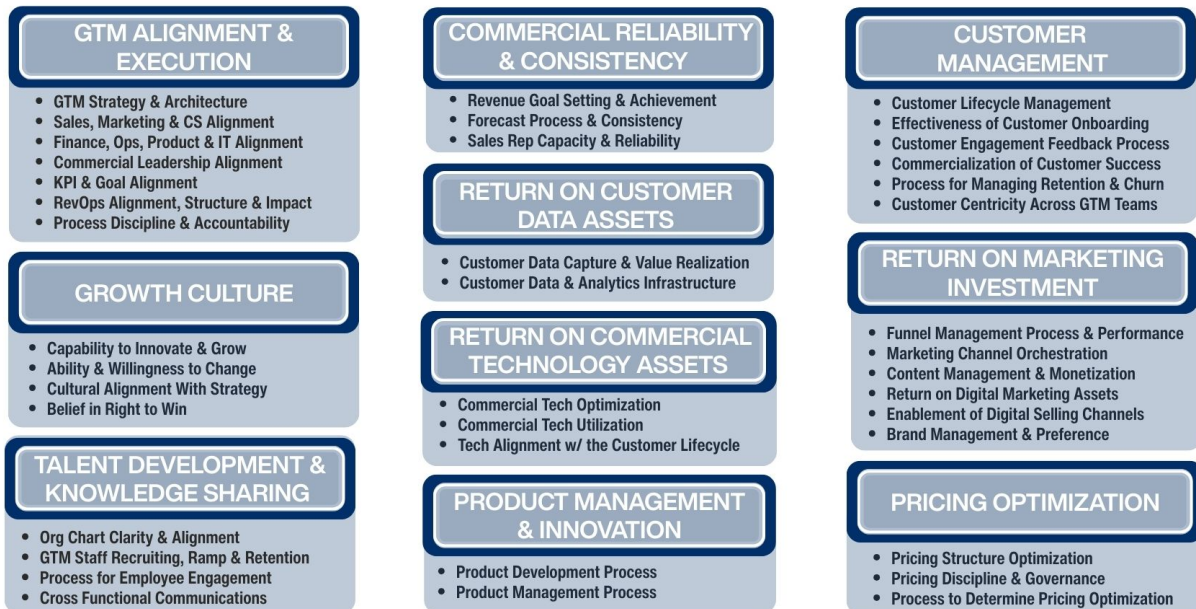 GTM ALIGNMENT &
EXECUTION
• GTM Strategy & Architecture
• Sales, Marketing & CS Alignment
• Finance, Ops, Product & IT Alignment
• Commercial Leadership Alignment
• KPI & Goal Alignment
• RevOps Alignment, Structure & Impact
• Process Discipline & Accountability
GROWTH CULTURE
• Capability to Innovate & Grow
• Ability & Willingness to Change
• Cultural Alignment With Strategy
• Belief in Right to Win
TALENT DEVELOPMENT &
KNOWLEDGE SHARING
• Org Chart Clarity & Alignment
• GTM Staff Recruiting, Ramp & Retention
• Process for Employee Engagement
• Cross Functional Communications
COMMERCIAL RELIABILITY
& CONSISTENCY
• Revenue Goal Setting & Achievement
• Forecast Process & Consistency
• Sales Rep Capacity & Reliability
RETURN ON CUSTOMER
DATA ASSETS
• Customer Data Capture & Value Realization
• Customer Data & Analytics Infrastructure
RETURN ON COMMERCIAL
TECHNOLOGY ASSETS
• Commercial Tech Optimization
• Commercial Tech Utilization
• Tech Alignment w/ the Customer Lifecycle
PRODUCT MANAGEMENT
& INNOVATION
• Product Development Process
• Product Management Process
CUSTOMER
MANAGEMENT
• Customer Lifecycle Management
• Effectiveness of Customer Onboarding
• Customer Engagement Feedback Process
• Commercialization of Customer Success
• Process for Managing Retention & Churn
• Customer Centricity Across GTM Teams
RETURN ON MARKETING
INVESTMENT
• Funnel Management Process & Performance
• Marketing Channel Orchestration
• Content Management & Monetization
• Return on Digital Marketing Assets
• Enablement of Digital Selling Channels
• Brand Management & Preference
PRICING OPTIMIZATION
• Pricing Structure Optimization
• Pricing Discipline & Governance
• Process to Determine Pricing Optimization